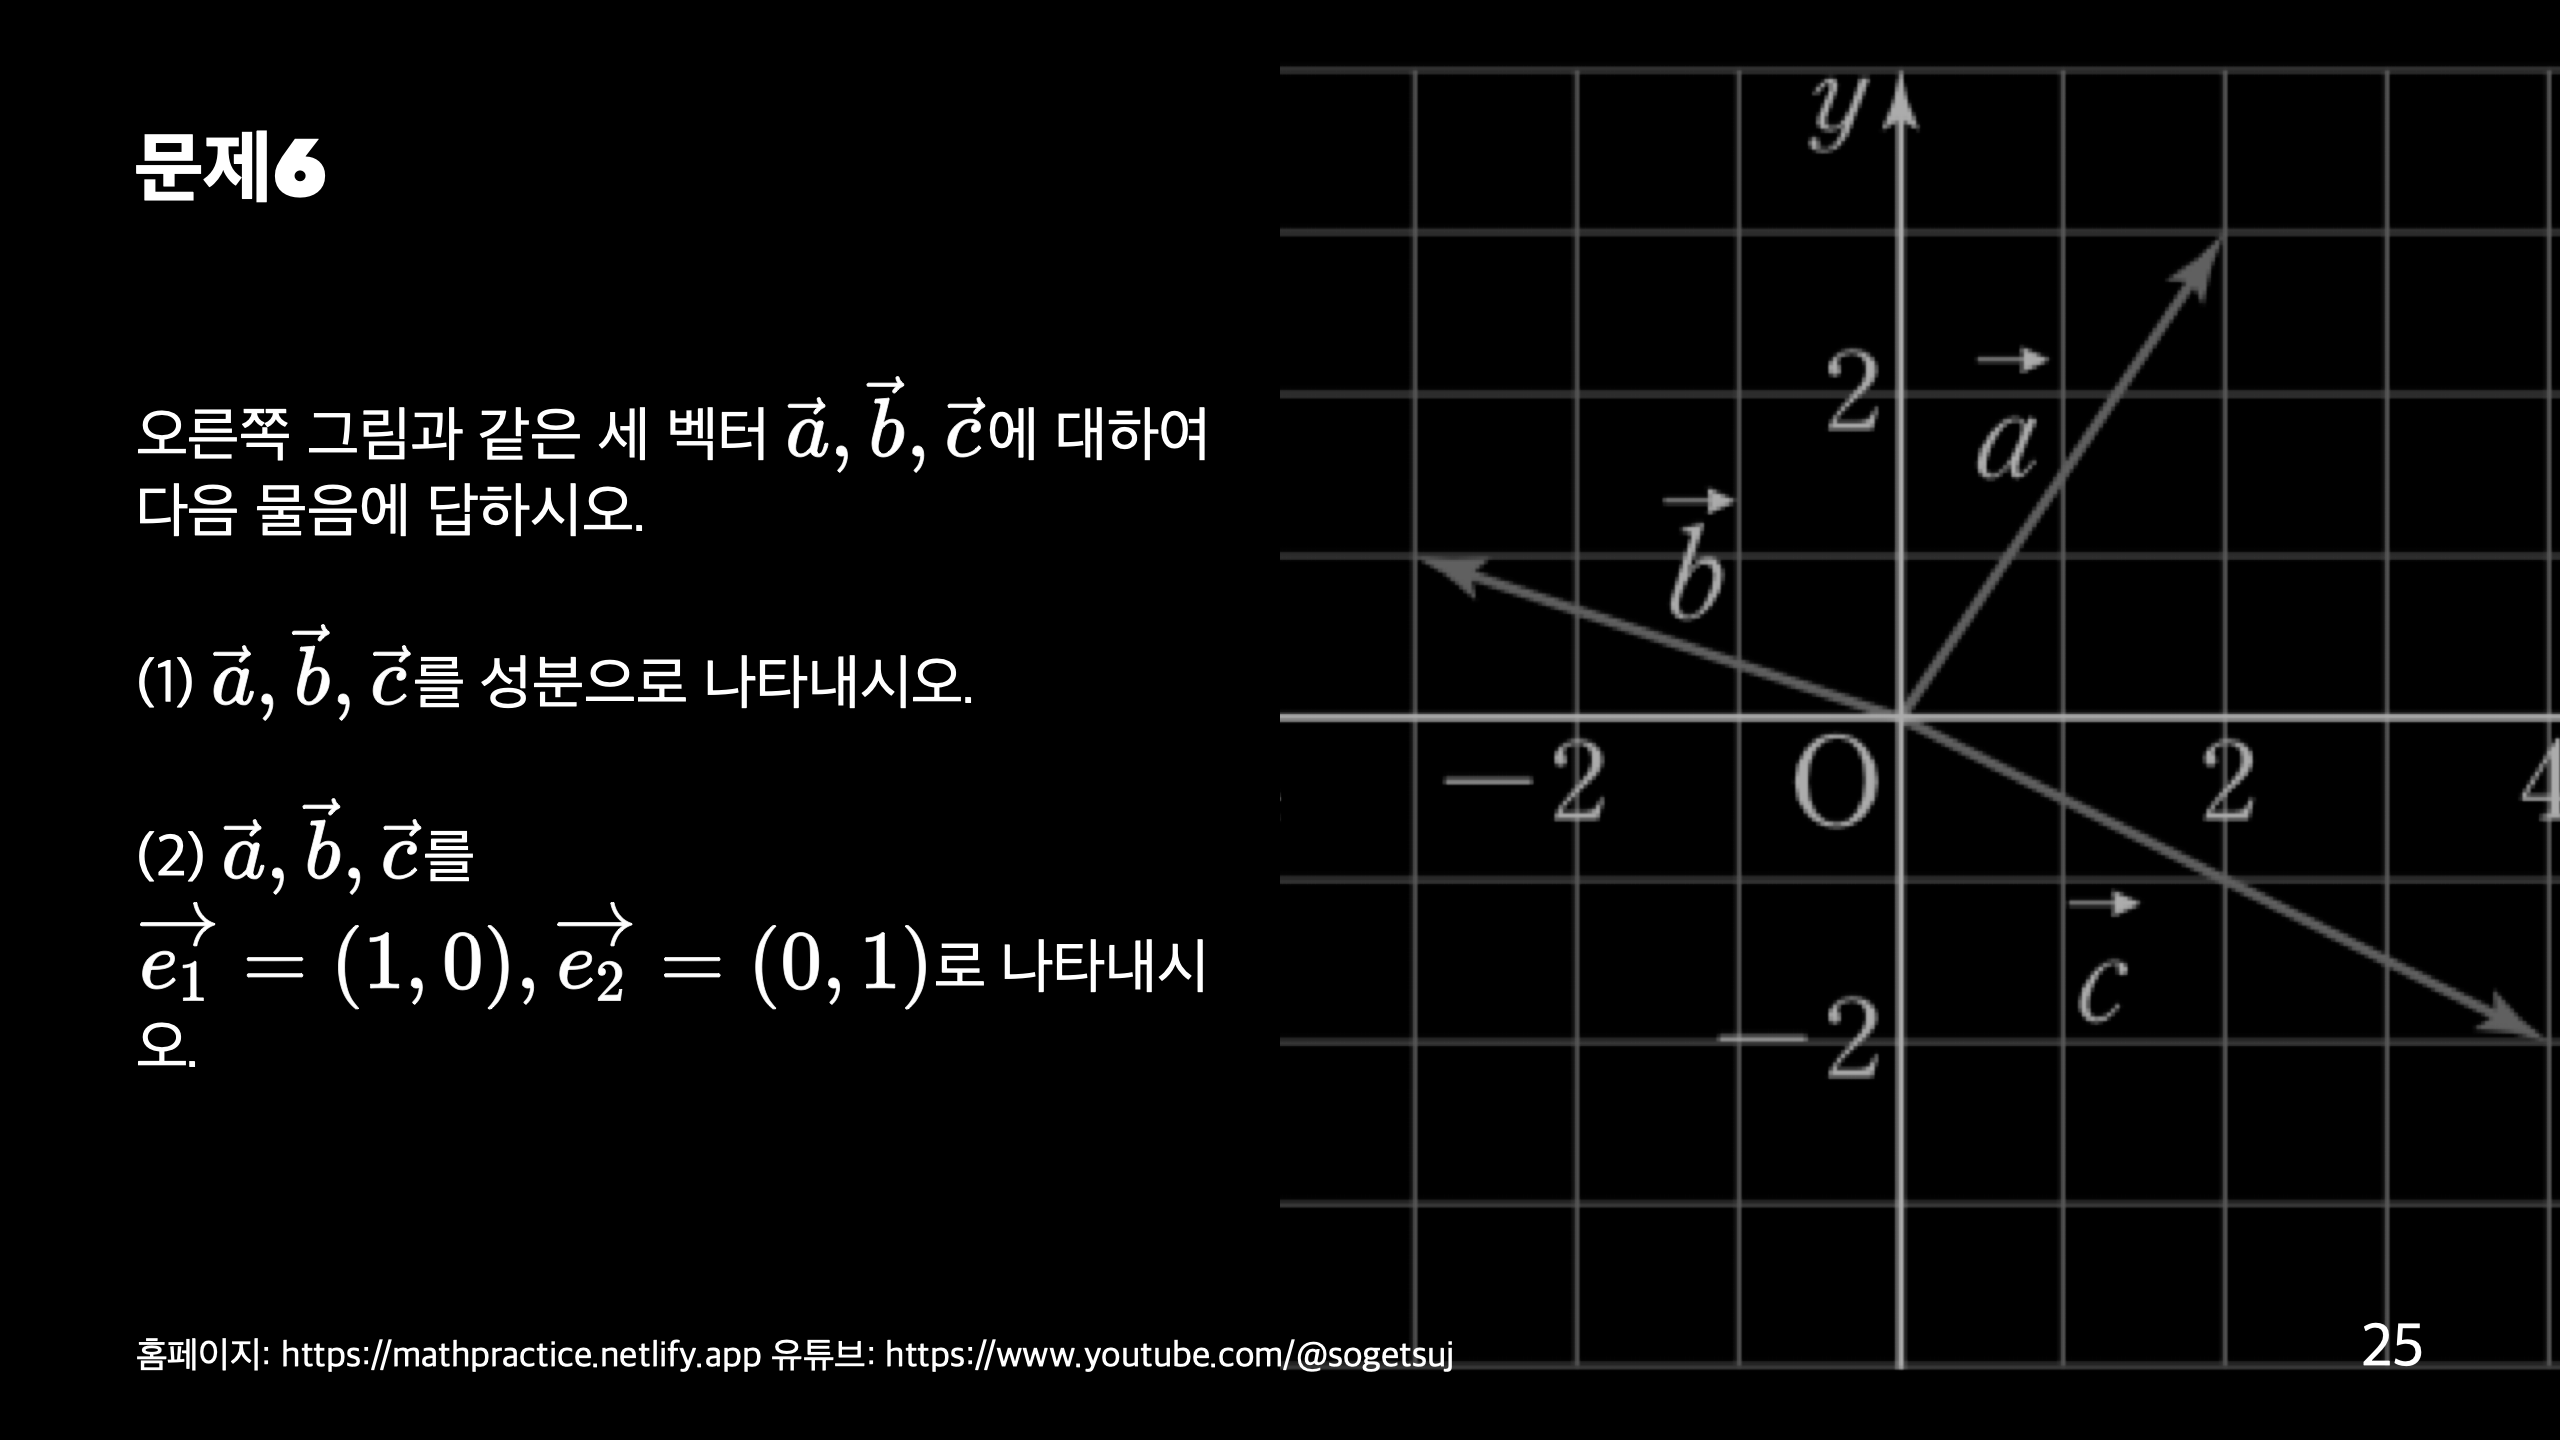 문제6
오른쪽 그림과 같은 세 벡터 $\vec{a}, \vec{b}, \vec{c}$에 대하여
다음 물음에 답하시오.
(1) $\vec{a}, \vec{b}, \vec{c}$를 성분으로 나타내시오.
(2) $\vec{a}, \vec{b}, \vec{c}$를
$\overrightarrow{e_1} = (1, 0), \overrightarrow{e_2} = (0, 1)$로 나타내시
오.
y
2
$\vec{a}$
$\vec{b}$
−2
O
2
4
$\vec{c}$
−2
홈페이지: https://mathpractice.netlify.app 유튜브: https://www.youtube.com/@sogetsuj
25